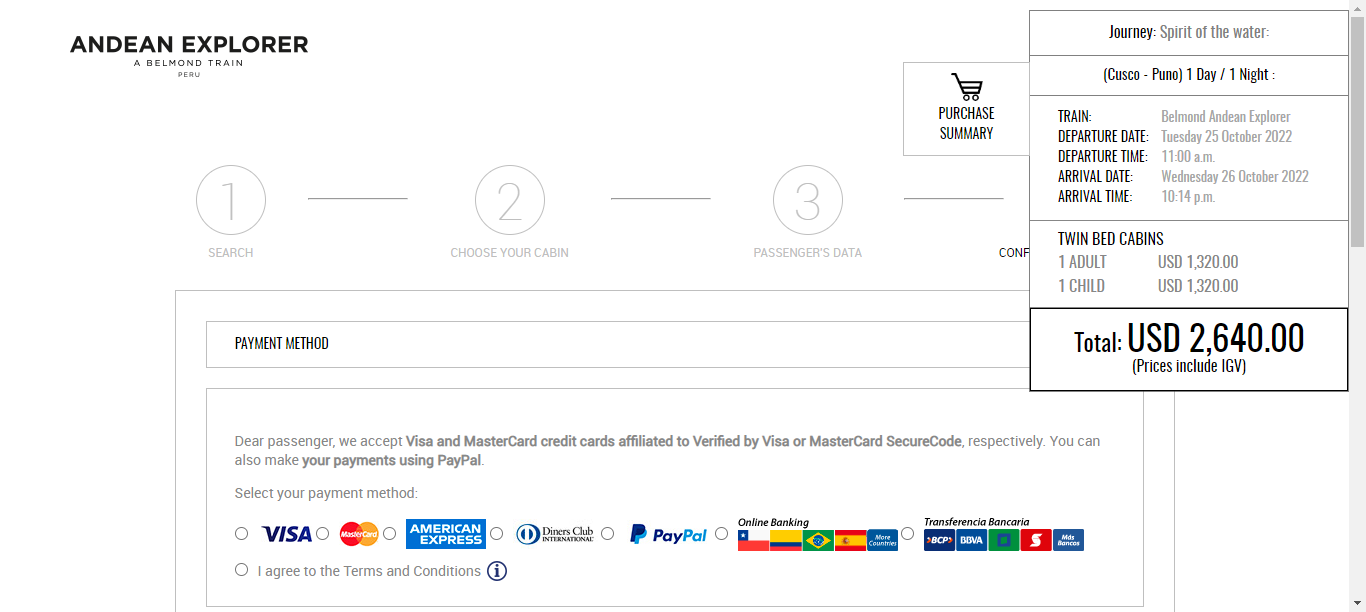 ANDEAN EXPLORER
A BELMOND TRAIN
PERU
PURCHASE
SUMMARY
Journey: Spirit of the water:
(Cusco - Puno) 1 Day / 1 Night :
TRAIN: Belmond Andean Explorer
DEPARTURE DATE: Tuesday 25 October 2022
DEPARTURE TIME: 11:00 a.m.
ARRIVAL DATE: Wednesday 26 October 2022
ARRIVAL TIME: 10:14 p.m.
TWIN BED CABINS
1 ADULT USD 1,320.00
1 CHILD USD 1,320.00
Total: USD 2,640.00
(Prices include IGV)
1
SEARCH
2
CHOOSE YOUR CABIN
3
PASSENGER'S DATA
CONF
PAYMENT METHOD
Dear passenger, we accept Visa and MasterCard credit cards affiliated to Verified by Visa or MasterCard SecureCode, respectively. You can
also make your payments using PayPal.
Select your payment method:
VISA
MasterCard
AMERICAN
EXPRESS
Diners Club
INTERNATIONAL
PayPal
Online Banking
More
Countries
Transferencia Bancaria
BCP
BBVA
Más
Bancos
I agree to the Terms and Conditions